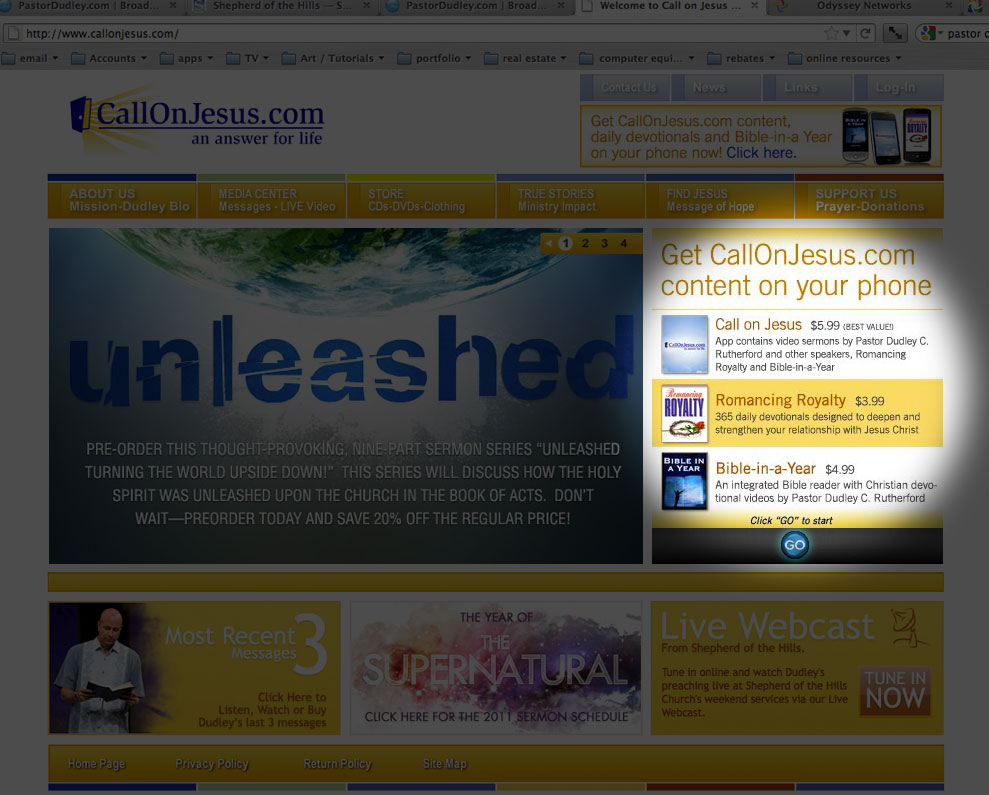 PastorDudley.com | Broad...
Shepherd of the Hills — S...
PastorDudley.com | Broad...
Welcome to Call on Jesus ...
Odyssey Networks
http://www.callonjesus.com/
pastor
email
Accounts
apps
TV
Art / Tutorials
portfolio
real estate
computer equi...
rebates
online resources
CallOnJesus.com
an answer for life
Contact Us
News
Links
Log-In
Get CallOnJesus.com content,
daily devotionals and Bible-in-a Year
on your phone now! Click here.
BIBLE IN
A YEAR
ROYALTY
ABOUT US
Mission-Dudley Bio
MEDIA CENTER
Messages - LIVE Video
STORE
CDs-DVDs-Clothing
TRUE STORIES
Ministry Impact
FIND JESUS
Message of Hope
SUPPORT US
Prayer-Donations
1 2 3 4
unleashed
PRE-ORDER THIS THOUGHT-PROVOKING, NINE-PART SERMON SERIES “UNLEASHED
TURNING THE WORLD UPSIDE DOWN!” THIS SERIES WILL DISCUSS HOW THE HOLY
SPIRIT WAS UNLEASHED UPON THE CHURCH IN THE BOOK OF ACTS. DON’T
WAIT—PREORDER TODAY AND SAVE 20% OFF THE REGULAR PRICE!
Get CallOnJesus.com
content on your phone
CallOnJesus.com
Call on Jesus $5.99 (BEST VALUE!)
App contains video sermons by Pastor Dudley C.
Rutherford and other speakers, Romancing
Royalty and Bible-in-a-Year
Romancing
ROYALTY
Romancing Royalty $3.99
365 daily devotionals designed to deepen and
strengthen your relationship with Jesus Christ
BIBLE IN
A YEAR
Bible-in-a-Year $4.99
An integrated Bible reader with Christian devo-
tional videos by Pastor Dudley C. Rutherford
Click “GO” to start
GO
Most Recent 3
Messages
Click Here to
Listen, Watch or Buy
Dudley's last 3 messages
THE YEAR OF
THE
SUPERNATURAL
CLICK HERE FOR THE 2011 SERMON SCHEDULE
Live Webcast
From Shepherd of the Hills.
Tune in online and watch Dudley's
preaching live at Shepherd of the Hills
Church's weekend services via our Live
Webcast.
TUNE IN
NOW
Home Page
Privacy Policy
Return Policy
Site Map